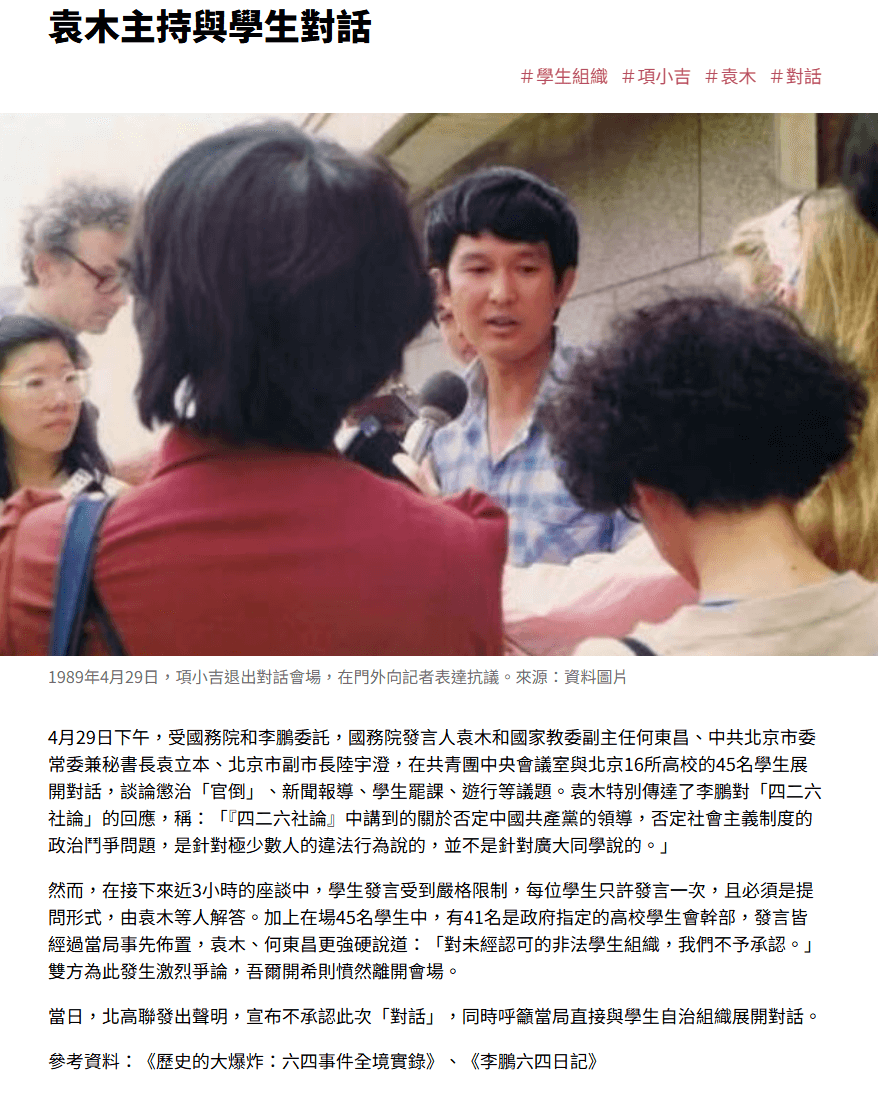 袁木主持與學生對話
＃學生組織 ＃項小吉 ＃袁木 ＃對話
1989年4月29日，項小吉退出對話會場，在門外向記者表達抗議。來源：資料圖片
4月29日下午，受國務院和李鵬委託，國務院發言人袁木和國家教委副主任何東昌、中共北京市委
常委兼秘書長袁立本、北京市副市長陸宇澄，在共青團中央會議室與北京16所高校的45名學生展
開對話，談論懲治「官倒」、新聞報導、學生罷課、遊行等議題。袁木特別傳達了李鵬對「四二六
社論」的回應，稱：「『四二六社論』中講到的關於否定中國共產黨的領導，否定社會主義制度的
政治鬥爭問題，是針對極少數人的違法行為說的，並不是針對廣大同學說的。」
然而，在接下來近3小時的座談中，學生發言受到嚴格限制，每位學生只許發言一次，且必須是提
問形式，由袁木等人解答。加上在場45名學生中，有41名是政府指定的高校學生會幹部，發言皆
經過當局事先佈置，袁木、何東昌更強硬說道：「對未經認可的非法學生組織，我們不予承認。」
雙方為此發生激烈爭論，吾爾開希則憤然離開會場。
當日，北高聯發出聲明，宣布不承認此次「對話」，同時呼籲當局直接與學生自治組織展開對話。
參考資料：《歷史的大爆炸：六四事件全境實錄》、《李鵬六四日記》